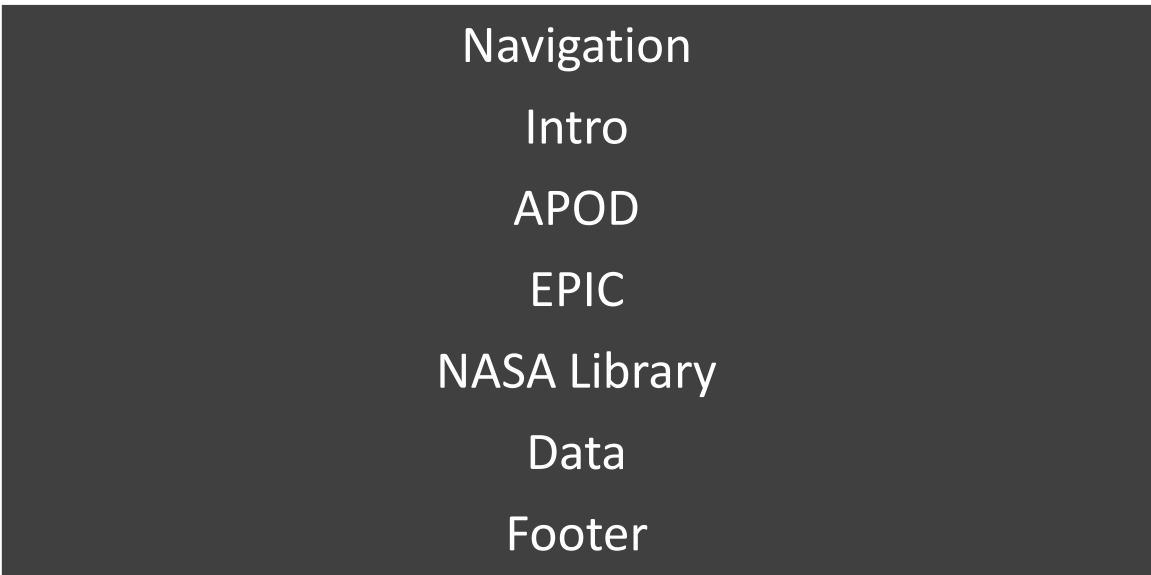 Navigation
Intro
APOD
EPIC
NASA Library
Data
Footer